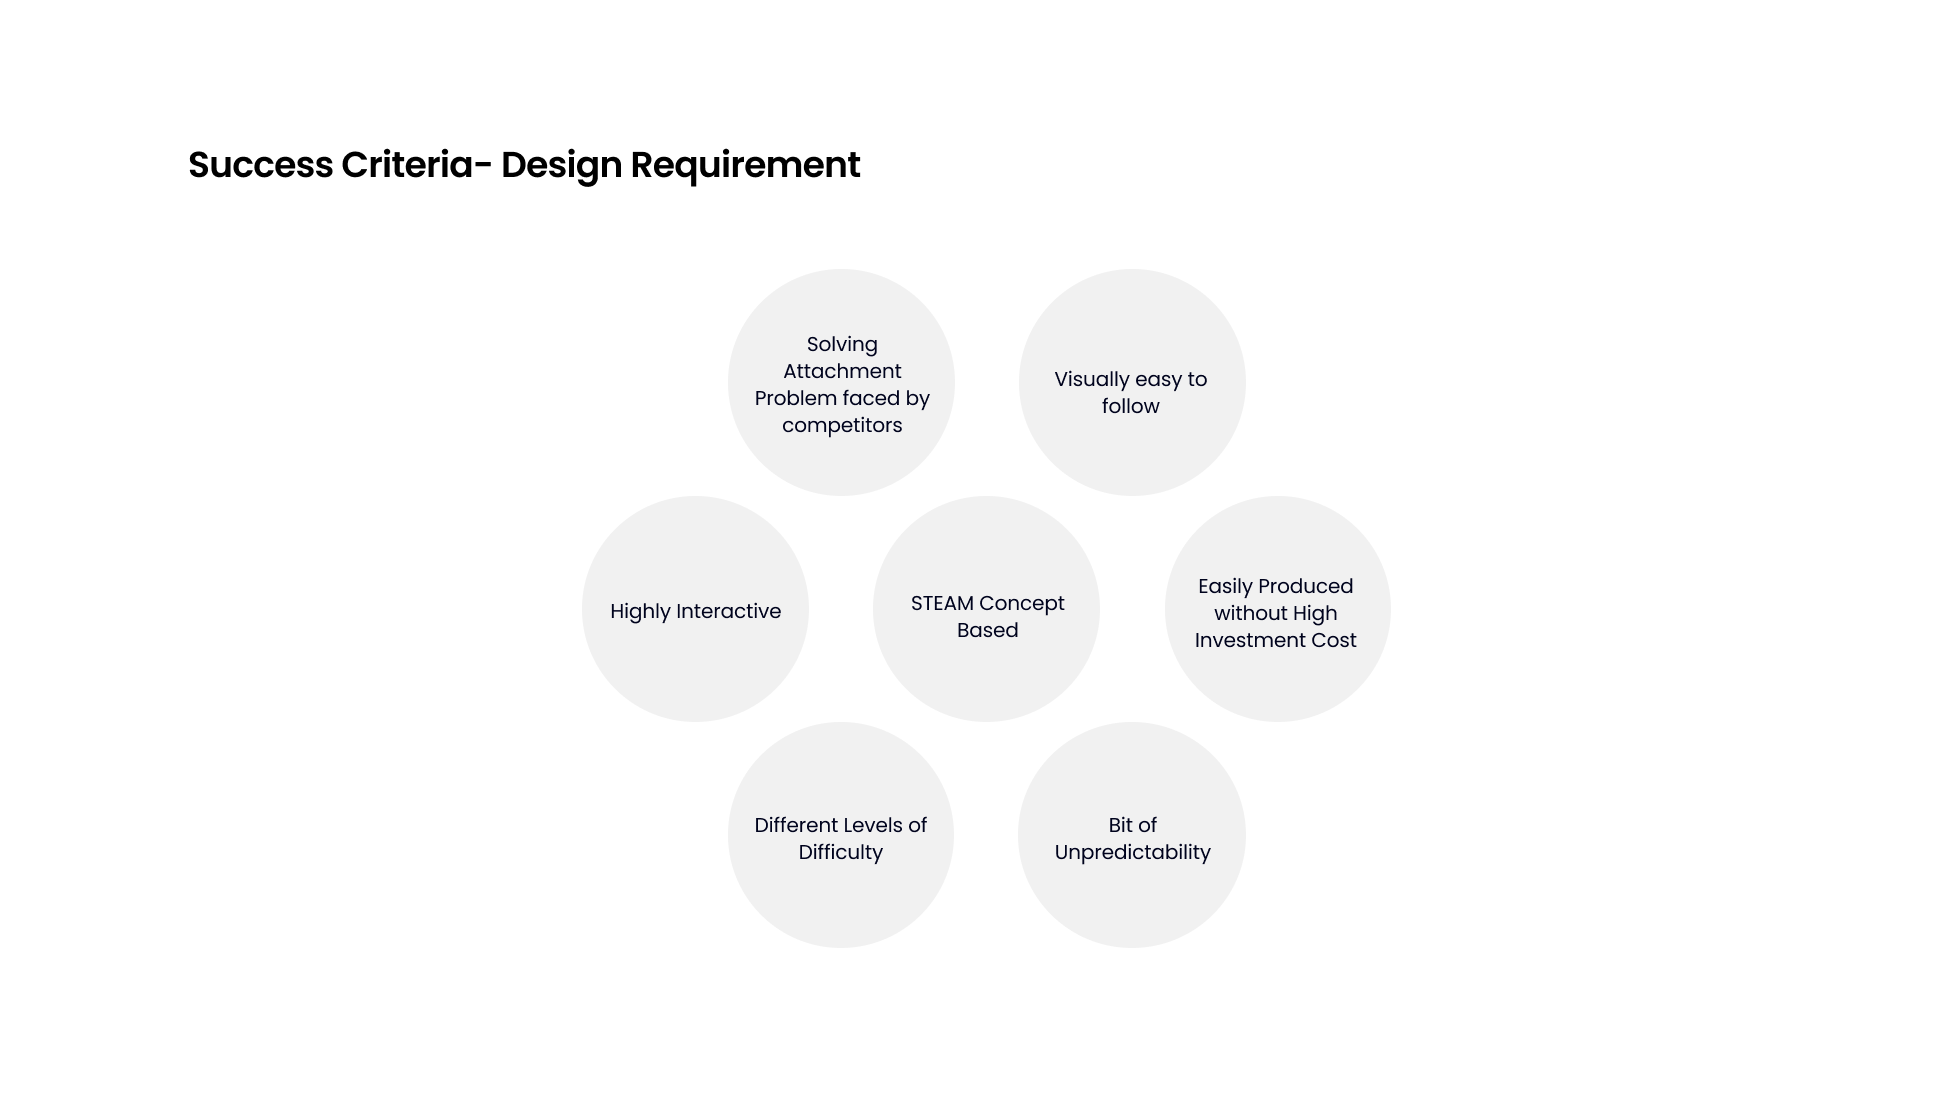 Success Criteria- Design Requirement
Solving
Attachment
Problem faced by
competitors
Visually easy to
follow
Highly Interactive
STEAM Concept
Based
Easily Produced
without High
Investment Cost
Different Levels of
Difficulty
Bit of
Unpredictability